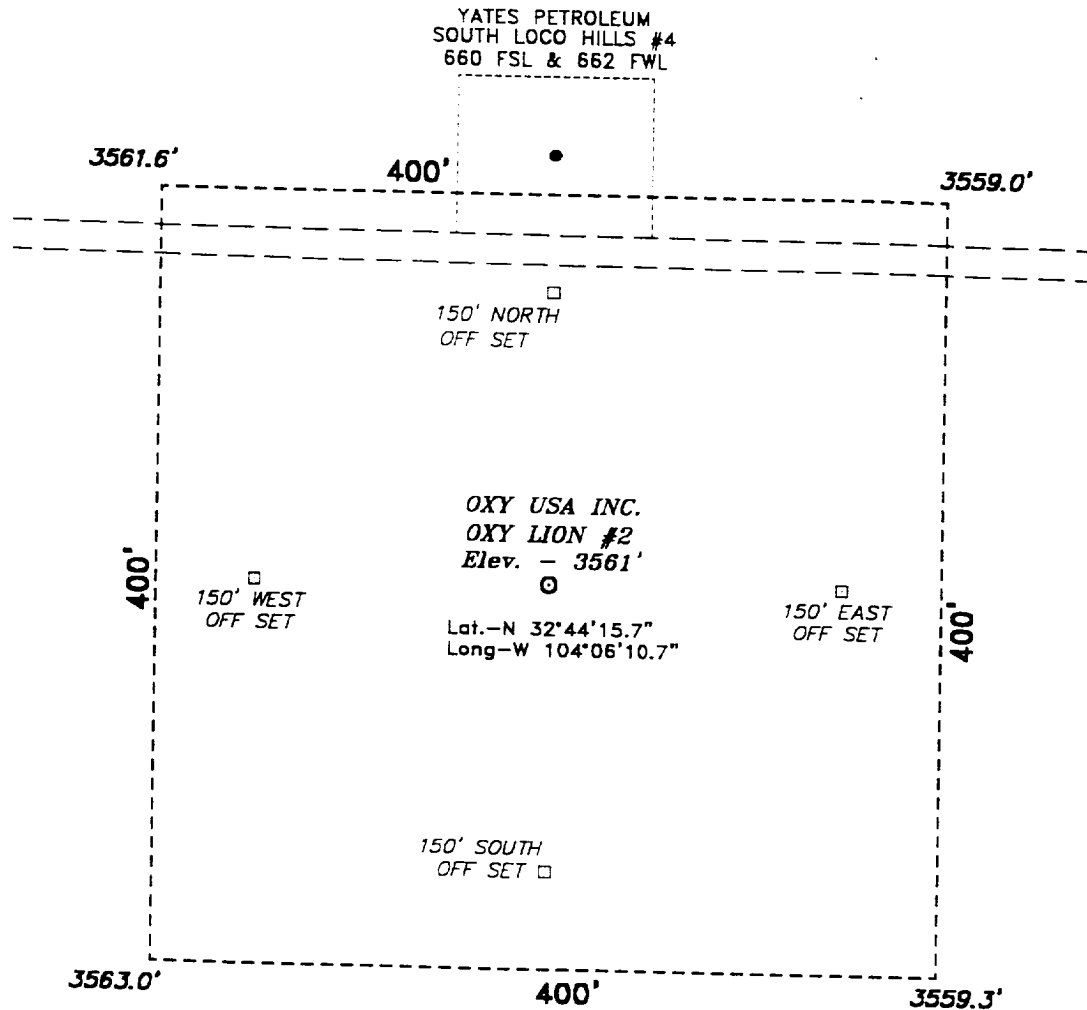 YATES PETROLEUM
SOUTH LOCO HILLS #4
660 FSL & 662 FWL
3561.6'
400'
3559.0'
150' NORTH
OFF SET
OXY USA INC.
OXY LION #2
Elev. - 3561'
400'
150' WEST
OFF SET
150' EAST
OFF SET
400'
Lat.-N 32°44'15.7"
Long-W 104°06'10.7"
150' SOUTH
OFF SET
3563.0'
400'
3559.3'